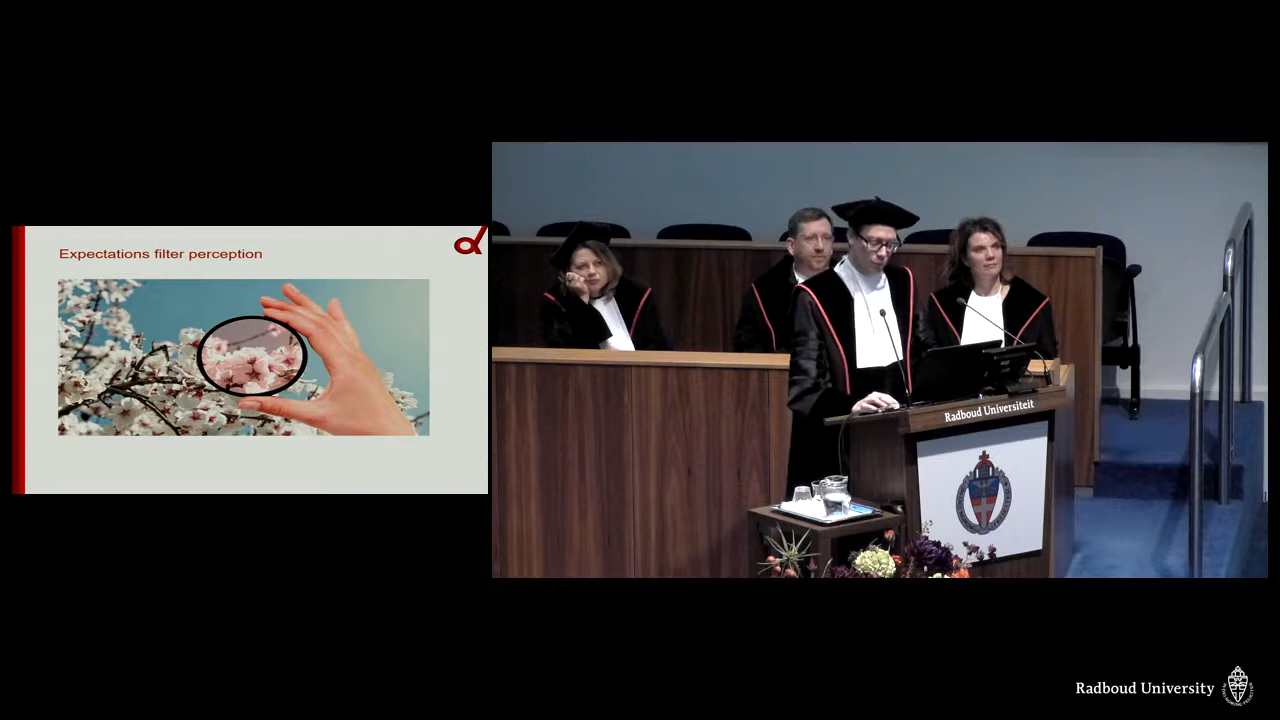 Expectations filter perception
Radboud Universiteit
Radboud University